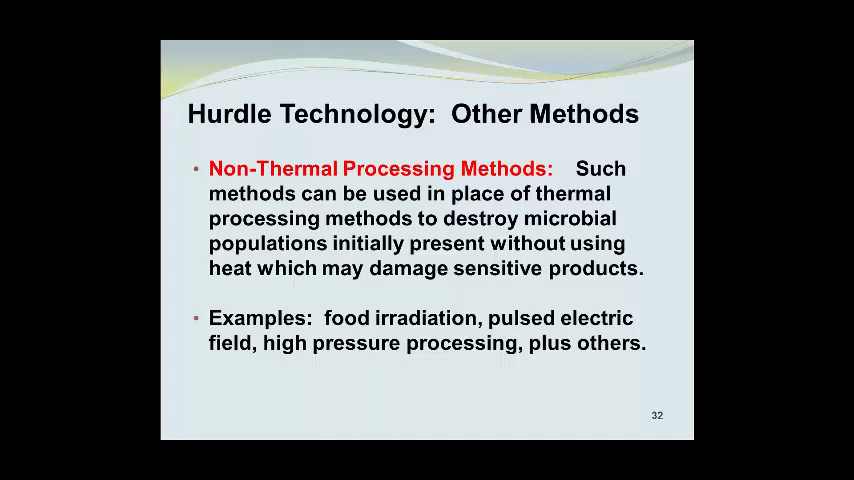 Hurdle Technology: Other Methods
• Non-Thermal Processing Methods: Such
methods can be used in place of thermal
processing methods to destroy microbial
populations initially present without using
heat which may damage sensitive products.
• Examples: food irradiation, pulsed electric
field, high pressure processing, plus others.
32